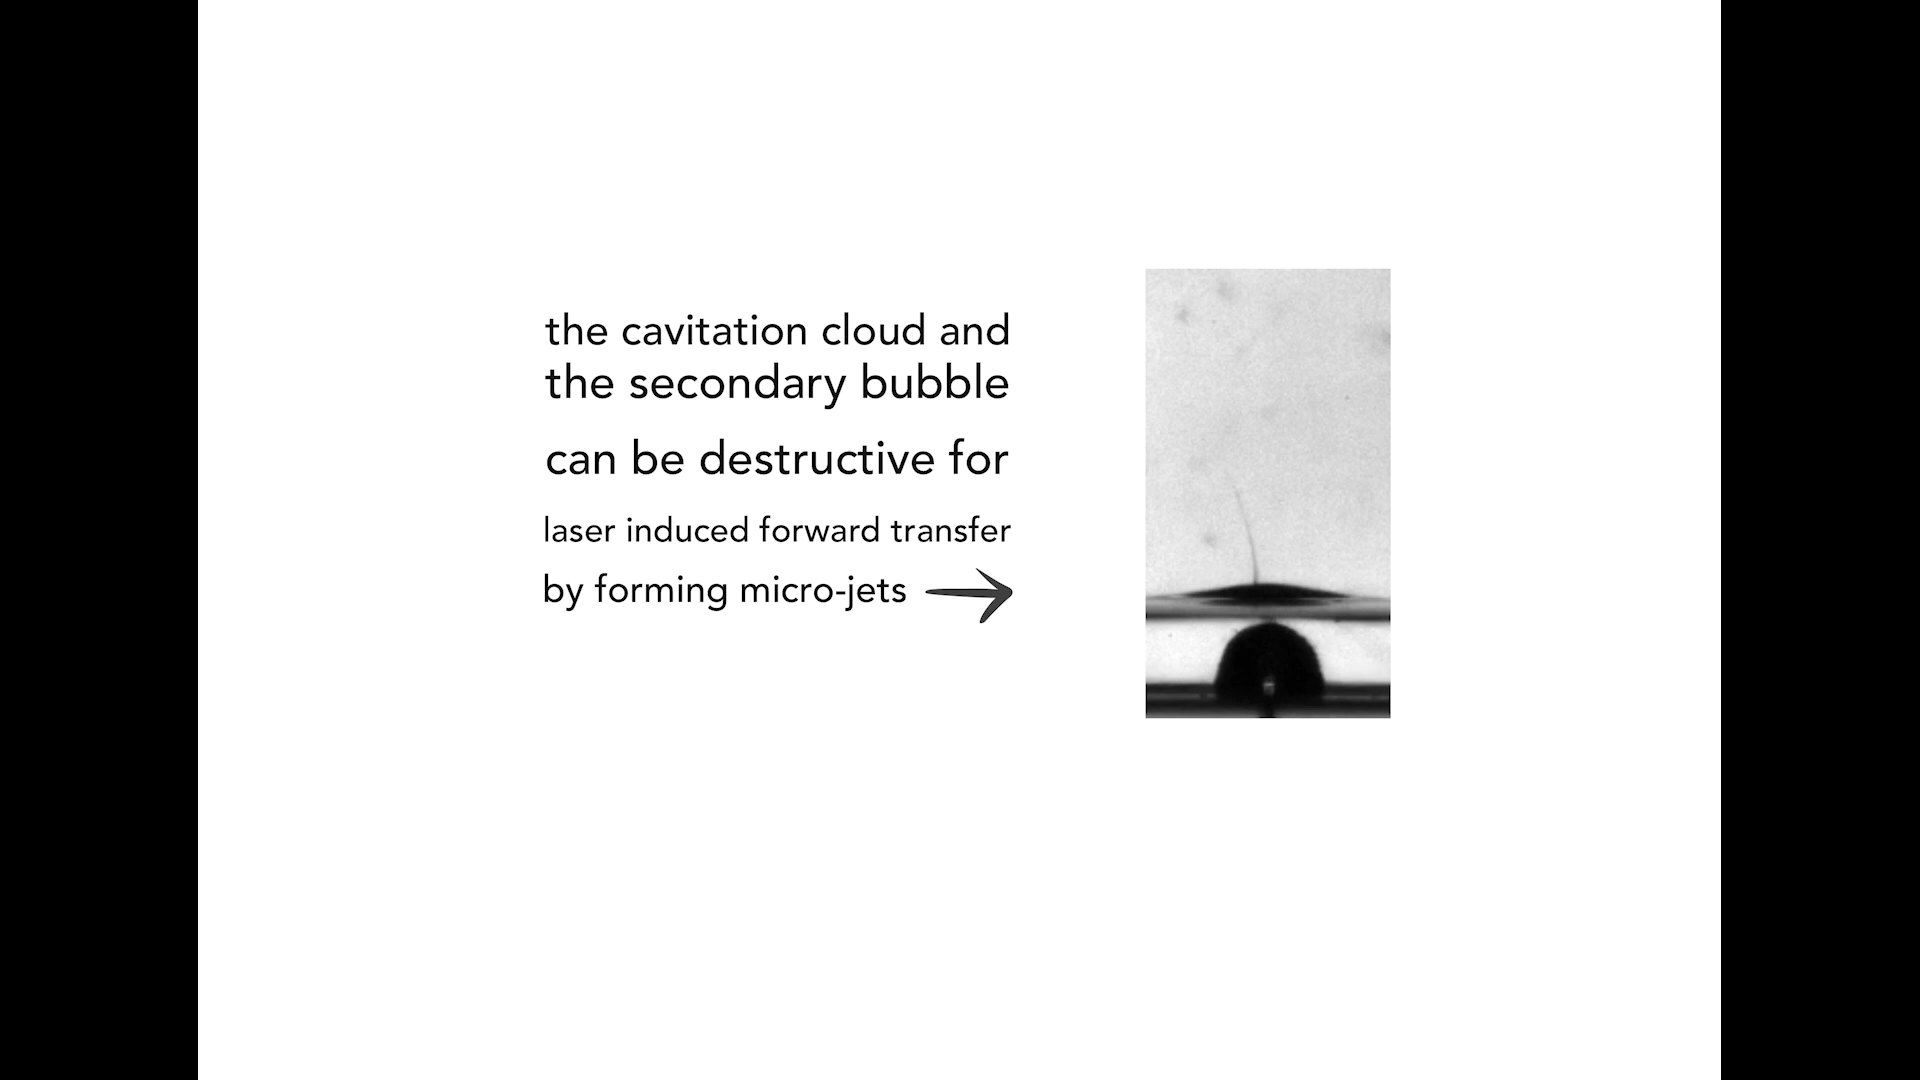 the cavitation cloud and
the secondary bubble
can be destructive for
laser induced forward transfer
by forming micro-jets